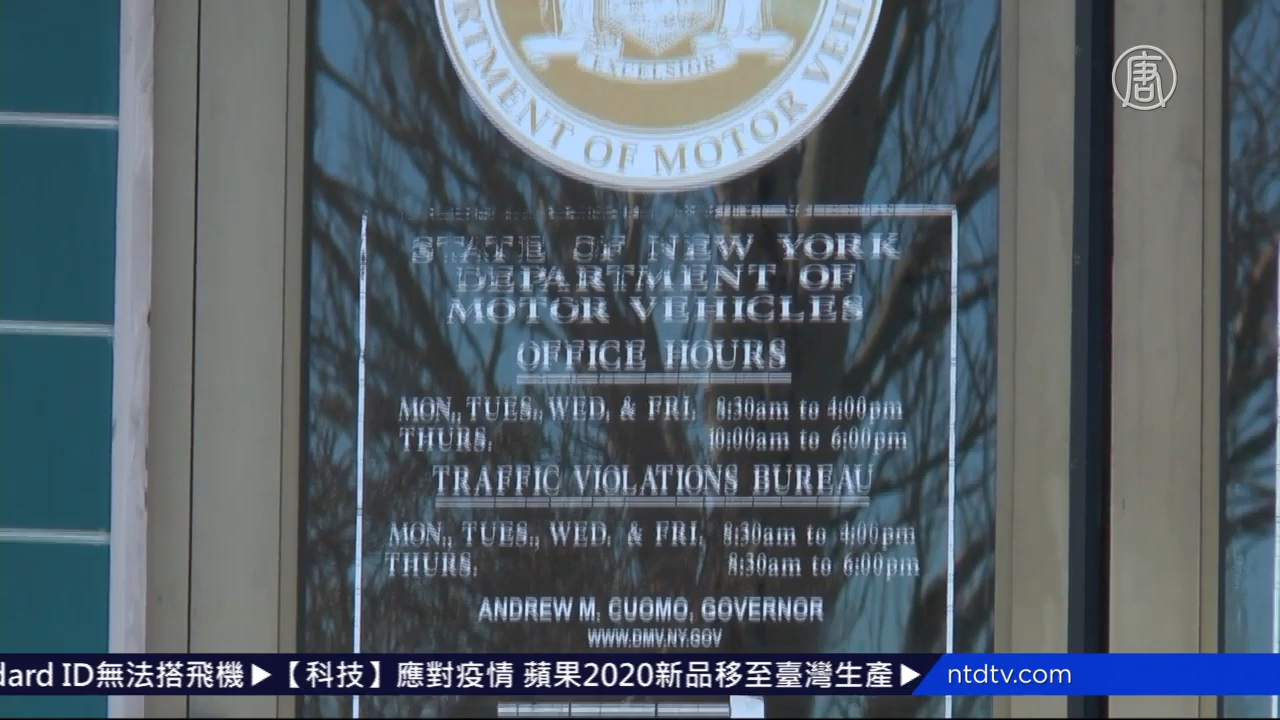 EXCELSIOR
RTMENT OF MOTOR VEHI
唐
STATE OF NEW YORK
DEPARTMENT OF
MOTOR VEHICLES
OFFICE HOURS
MON., TUES., WED. & FRI. 8:30am to 4:00pm
THURS. 10:00am to 6:00pm
TRAFFIC VIOLATIONS BUREAU
MON., TUES., WED. & FRI. 8:30am to 4:00pm
THURS. 8:30am to 6:00pm
ANDREW M. CUOMO, GOVERNOR
WWW.DMV.NY.GOV
dard ID無法搭飛機▶【科技】應對疫情 蘋果2020新品移至臺灣生產▶
ntdtv.com